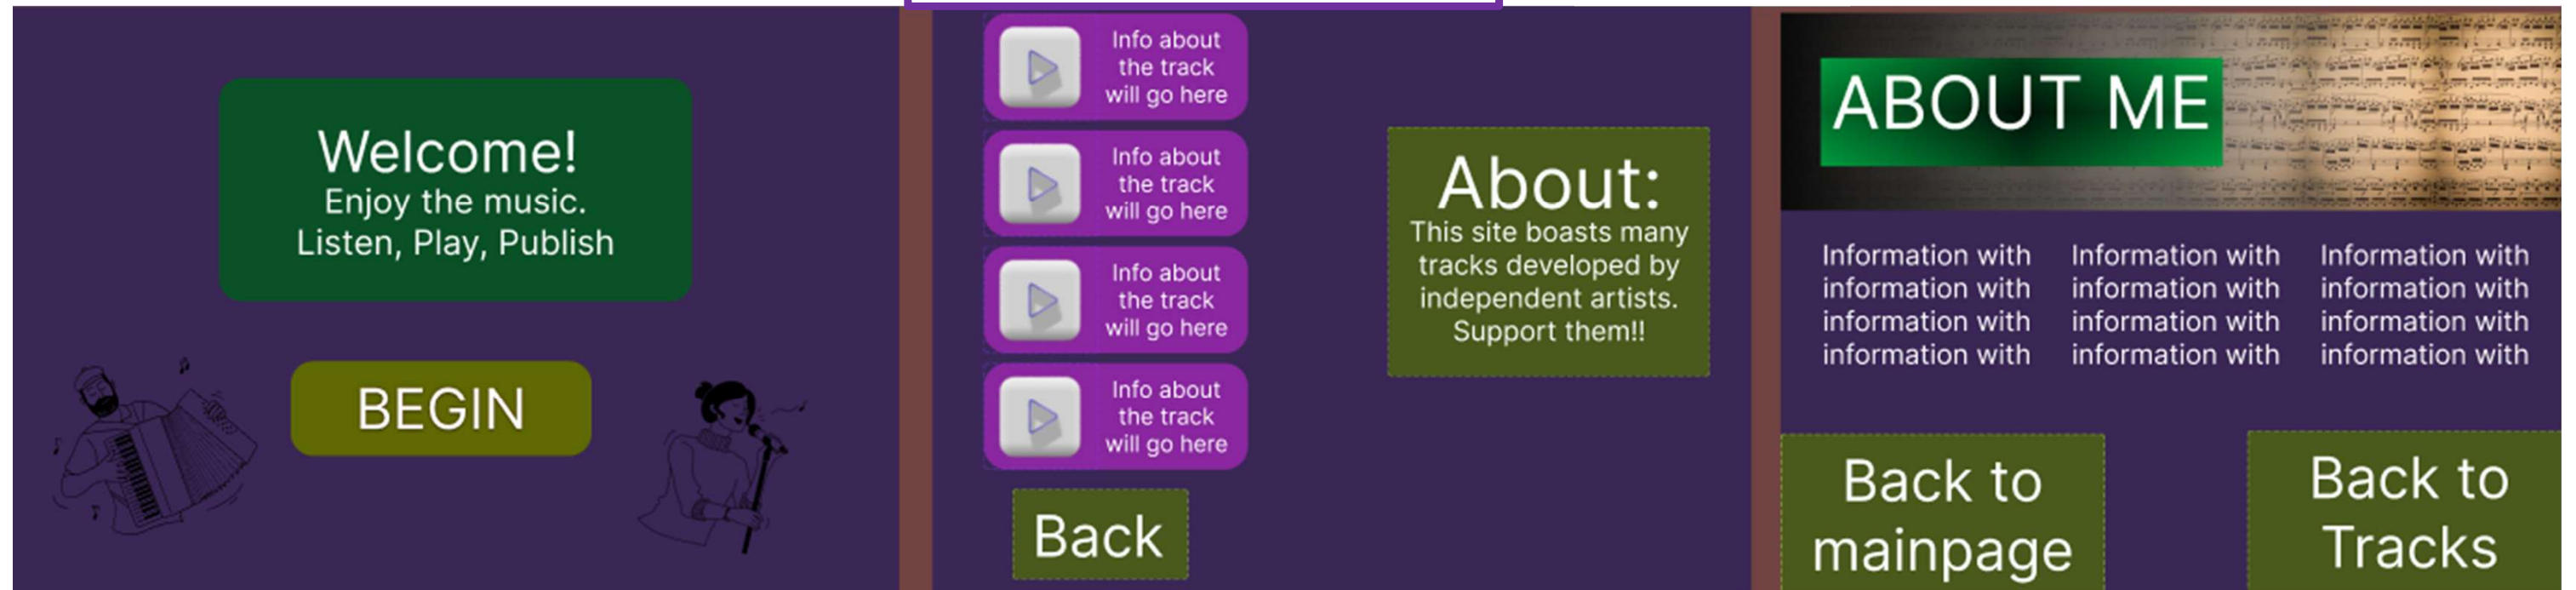 Welcome!
Enjoy the music.
Listen, Play, Publish
BEGIN
Info about
the track
will go here
Info about
the track
will go here
Info about
the track
will go here
Info about
the track
will go here
Back
About:
This site boasts many
tracks developed by
independent artists.
Support them!!
ABOUT ME
Information with
information with
information with
information with
Information with
information with
information with
information with
Information with
information with
information with
information with
Back to
mainpage
Back to
Tracks